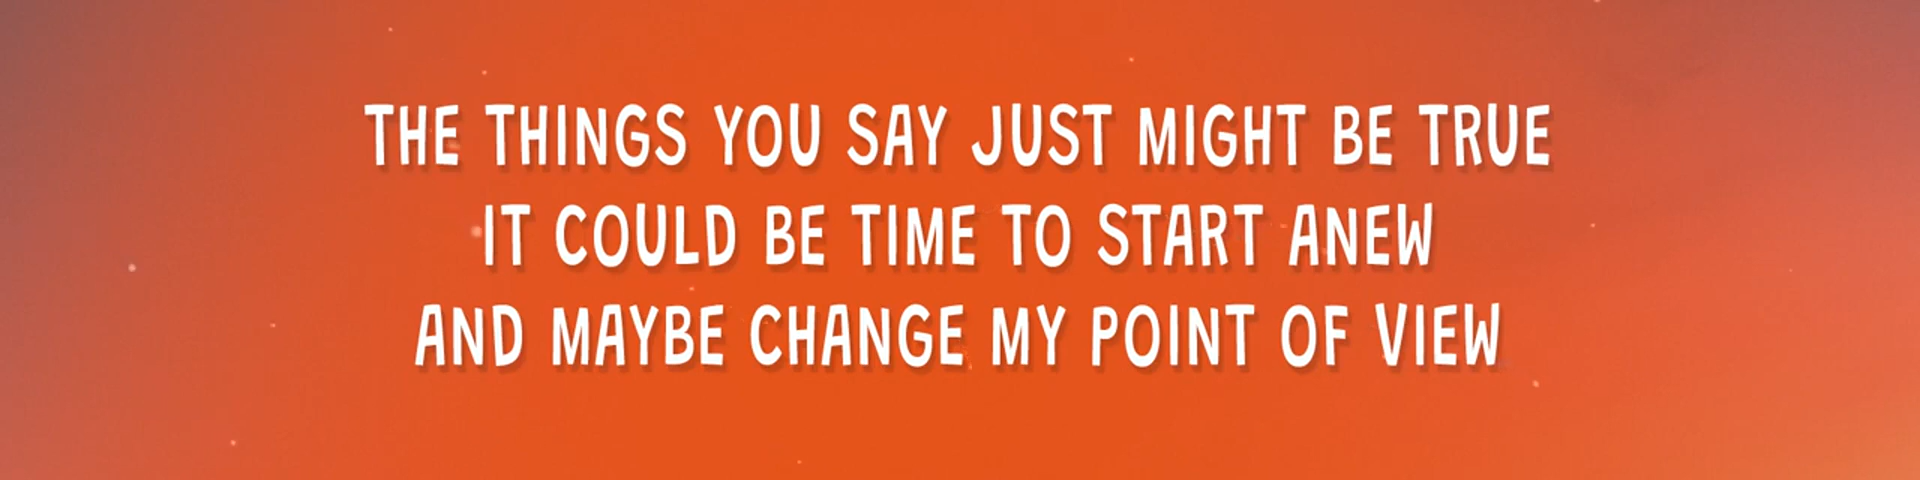 THE THINGS YOU SAY JUST MIGHT BE TRUE
IT COULD BE TIME TO START ANEW
AND MAYBE CHANGE MY POINT OF VIEW